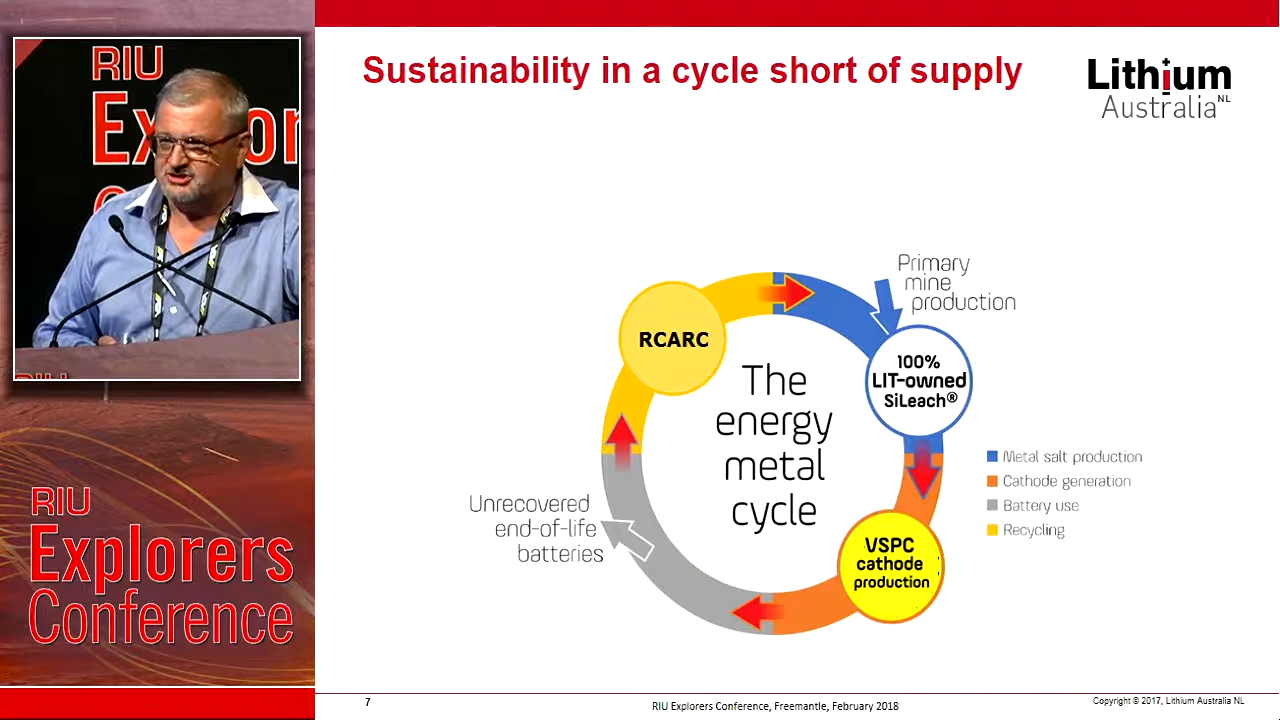 RIU
Explorers
Conference
Sustainability in a cycle short of supply
Lithium
Australia NL
Primary
mine
production
RCARC
100%
LIT-owned
SiLeach®
The
energy
metal
cycle
Metal salt production
Cathode generation
Battery use
Recycling
Unrecovered
end-of-life
batteries
VSPC
cathode
production
7
RIU Explorers Conference, Freemantle, February 2018
Copyright © 2017, Lithium Australia NL
RIU